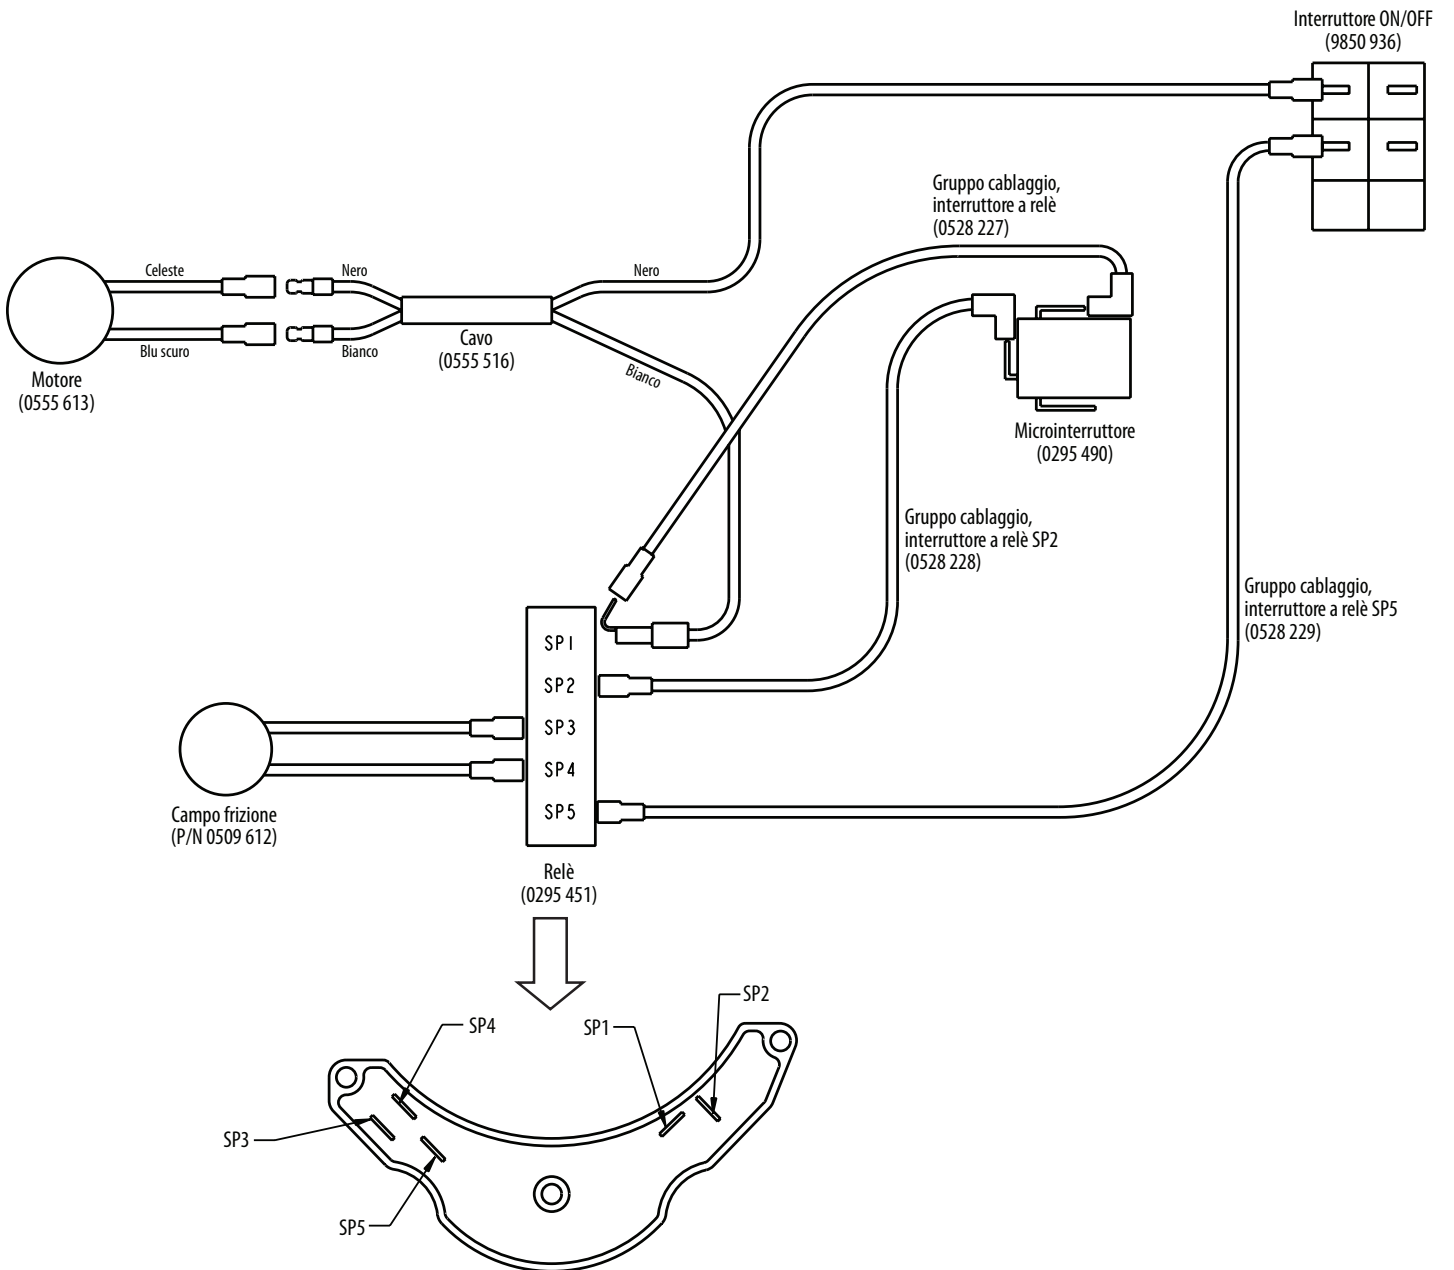 Interruttore ON/OFF
(9850 936)
Gruppo cablaggio,
interruttore a relè
(0528 227)
Celeste
Nero
Nero
Blu scuro
Bianco
Cavo
(0555 516)
Bianco
Motore
(0555 613)
Microinterruttore
(0295 490)
Gruppo cablaggio,
interruttore a relè SP2
(0528 228)
Gruppo cablaggio,
interruttore a relè SP5
(0528 229)
SP1
SP2
SP3
SP4
SP5
Campo frizione
(P/N 0509 612)
Relè
(0295 451)
SP2
SP4
SP1
SP3
SP5